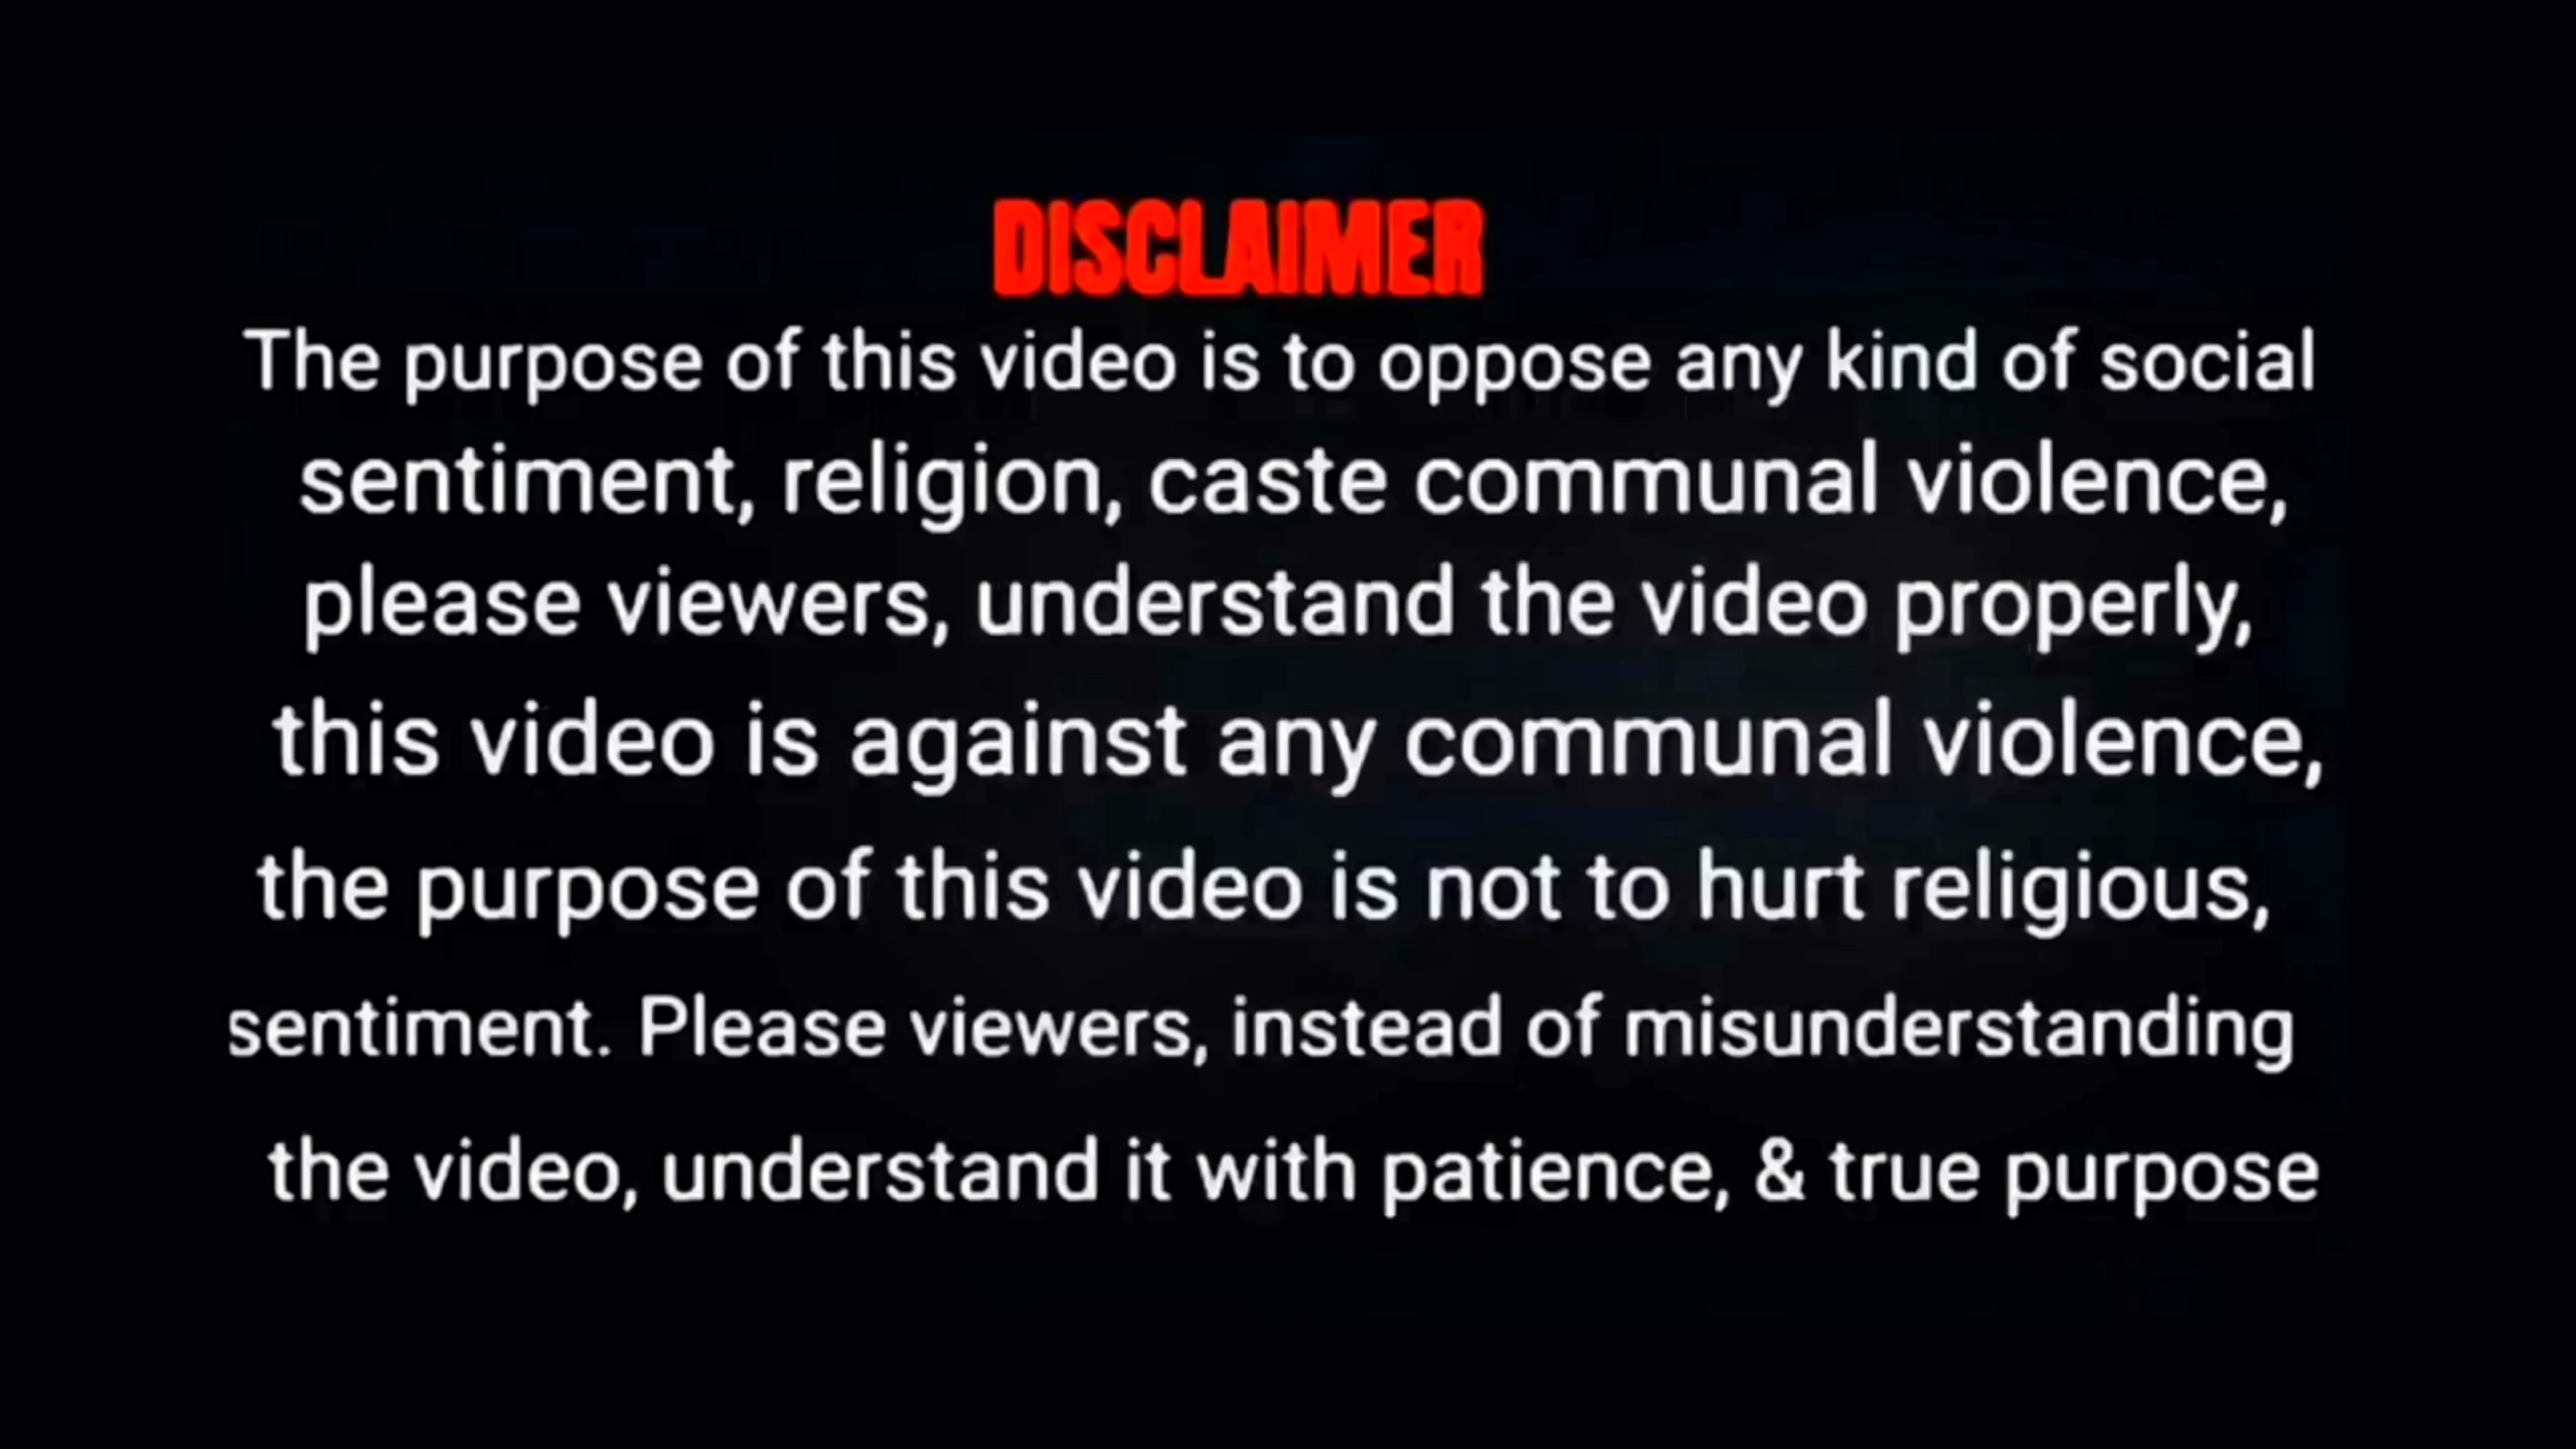 DISCLAIMER
The purpose of this video is to oppose any kind of social
sentiment, religion, caste communal violence,
please viewers, understand the video properly,
this video is against any communal violence,
the purpose of this video is not to hurt religious,
sentiment. Please viewers, instead of misunderstanding
the video, understand it with patience, & true purpose